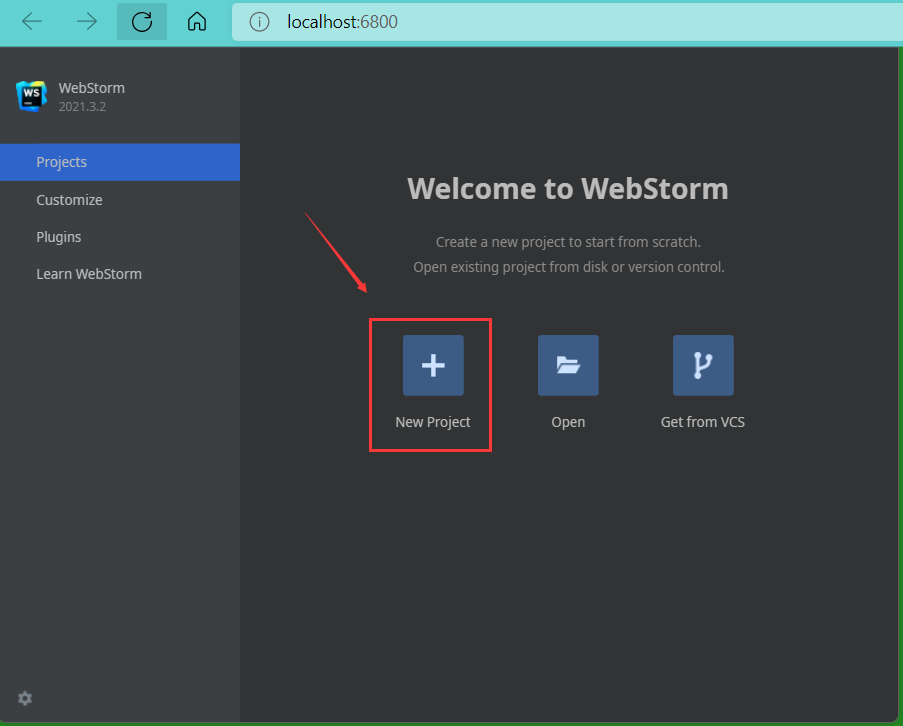 localhost:6800
WS
WebStorm
2021.3.2
Projects
Customize
Plugins
Learn WebStorm
Welcome to WebStorm
Create a new project to start from scratch.
Open existing project from disk or version control.
New Project
Open
Get from VCS